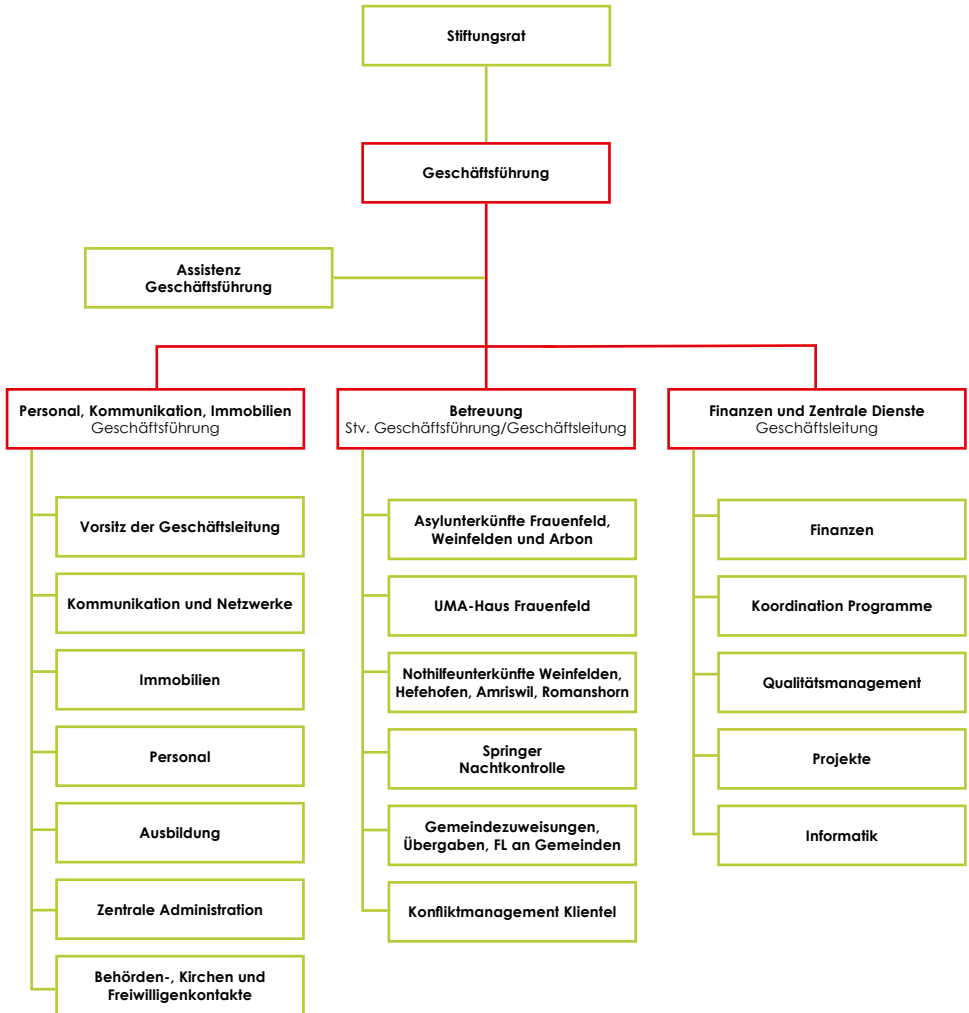 Stiftungsrat
Geschäftsführung
Assistenz
Geschäftsführung
Personal, Kommunikation, Immobilien
Geschäftsführung
Vorsitz der Geschäftsleitung
Kommunikation und Netzwerke
Immobilien
Personal
Ausbildung
Zentrale Administration
Behörden-, Kirchen und
Freiwilligenkontakte
Betreuung
Stv. Geschäftsführung/Geschäftsleitung
Asylunterkünfte Frauenfeld,
Weinfelden und Arbon
UMA-Haus Frauenfeld
Nothilfeunterkünfte Weinfelden,
Hefehofen, Amriswil, Romanshorn
Springer
Nachtkontrolle
Gemeindezuweisungen,
Übergaben, FL an Gemeinden
Konfliktmanagement Klientel
Finanzen und Zentrale Dienste
Geschäftsleitung
Finanzen
Koordination Programme
Qualitätsmanagement
Projekte
Informatik